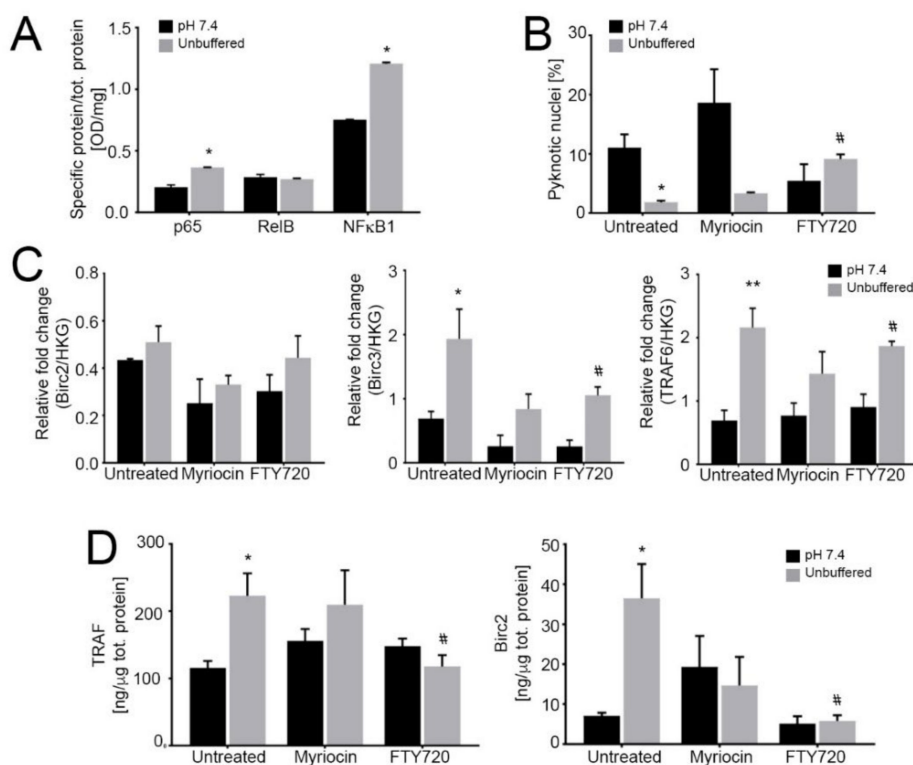 A
pH 7.4
Unbuffered
Specific protein/tot. protein
[OD/mg]
1.5
1.0
0.5
0.0
*
*
p65 RelB NFκB1
B
pH 7.4
Unbuffered
Pyknotic nuclei [%]
30
20
10
0
*
#
Untreated Myriocin FTY720
C
Relative fold change
(Birc2/HKG)
0.8
0.6
0.4
0.2
0.0
Untreated Myriocin FTY720
Relative fold change
(Birc3/HKG)
3
2
1
0
*
#
Untreated Myriocin FTY720
pH 7.4
Unbuffered
Relative fold change
(TRAF6/HKG)
3
2
1
0
**
#
Untreated Myriocin FTY720
D
TRAF
[ng/μg tot. protein]
300
200
100
0
*
#
Untreated Myriocin FTY720
pH 7.4
Unbuffered
Birc2
[ng/μg tot. protein]
50
40
30
20
10
0
*
#
Untreated Myriocin FTY720